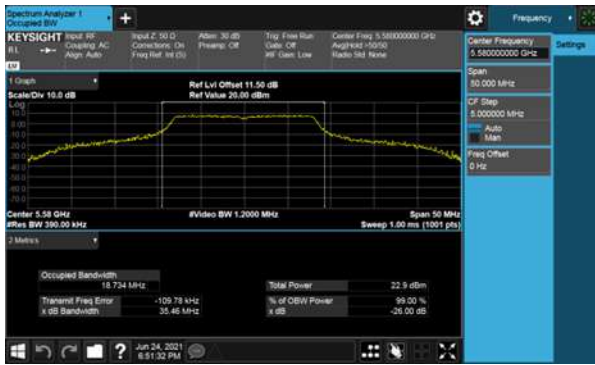 Spectrum Analyzer 1
Occupied BW
Frequency
KEYSIGHT
Input: RF
Coupling: AC
Align: Auto
Input Z: 50 Ω
Corrections: On
Freq Ref: Int (S)
Atten: 30 dB
Preamp: Off
Trig: Free Run
Gate: Off
#IF Gain: Low
Center Freq: 5.580000000 GHz
Avg|Hold:>50/50
Radio Std: None
RL
Center Frequency
5.580000000 GHz
Settings
Span
50.000 MHz
CF Step
5.000000 MHz
Auto
Man
Freq Offset
0 Hz
1 Graph
Scale/Div 10.0 dB
Ref Lvl Offset 11.50 dB
Ref Value 20.00 dBm
Log
10.0
0.00
Center 5.58 GHz
#Res BW 390.00 kHz
#Video BW 1.2000 MHz
Span 50 MHz
Sweep 1.00 ms (1001 pts)
2 Metrics
Occupied Bandwidth
18.734 MHz
Total Power 22.9 dBm
Transmit Freq Error -109.78 kHz
% of OBW Power 99.00 %
x dB Bandwidth 35.46 MHz
x dB -26.00 dB
Jun 24, 2021
6:51:32 PM